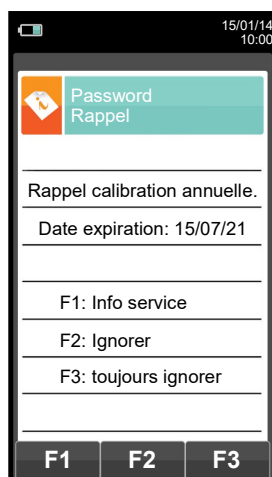 15/01/14
10:00
Password
Rappel
Rappel calibration annuelle.
Date expiration: 15/07/21
F1: Info service
F2: Ignorer
F3: toujours ignorer
F1 F2 F3